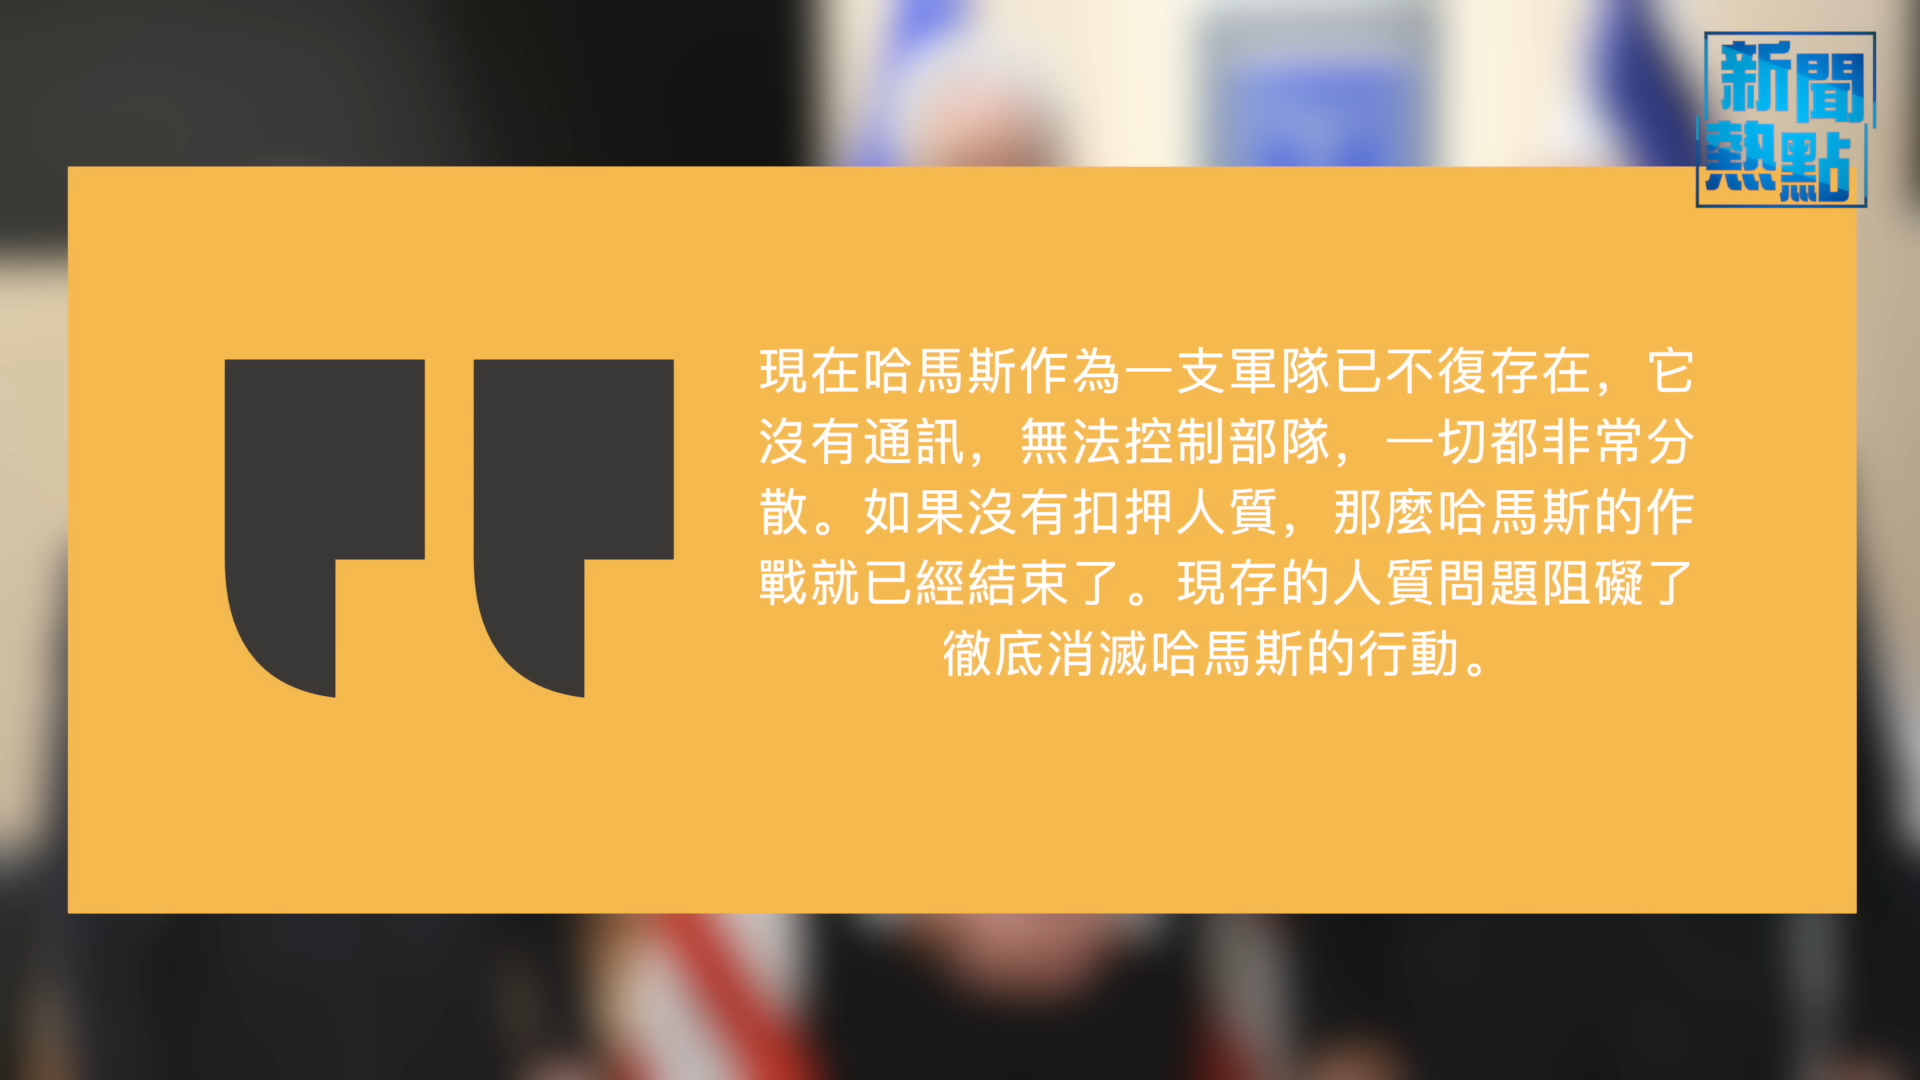 新聞
熱點
現在哈馬斯作為一支軍隊已不復存在，它
沒有通訊，無法控制部隊，一切都非常分
散。如果沒有扣押人質，那麼哈馬斯的作
戰就已經結束了。現存的人質問題阻礙了
徹底消滅哈馬斯的行動。